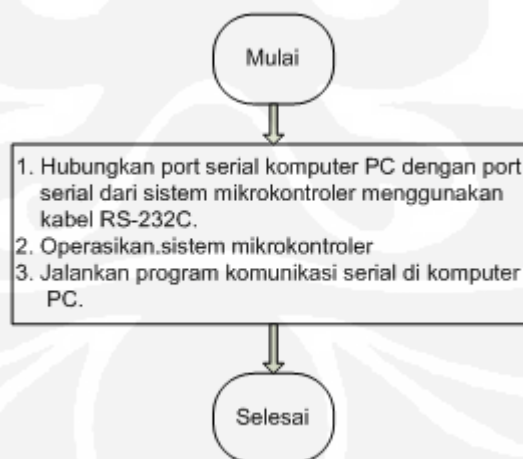 Mulai
1. Hubungkan port serial komputer PC dengan port
serial dari sistem mikrokontroler menggunakan
kabel RS-232C.
2. Operasikan.sistem mikrokontroler
3. Jalankan program komunikasi serial di komputer
PC.
Selesai